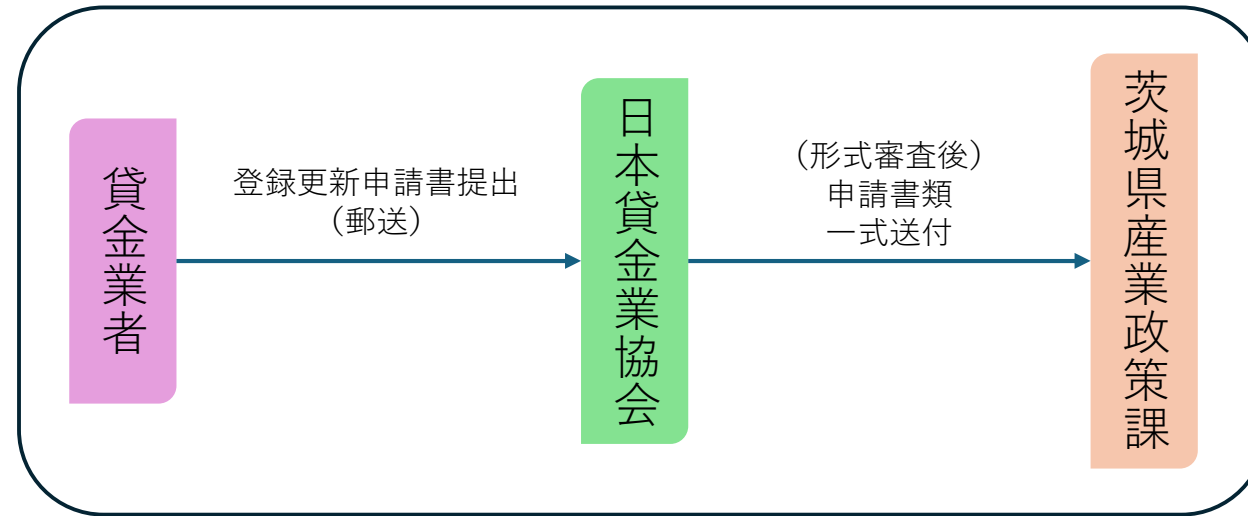 貸金業者
登録更新申請書提出
（郵送）
日本貸金業協会
（形式審査後）
申請書類
一式送付
茨城県産業政策課